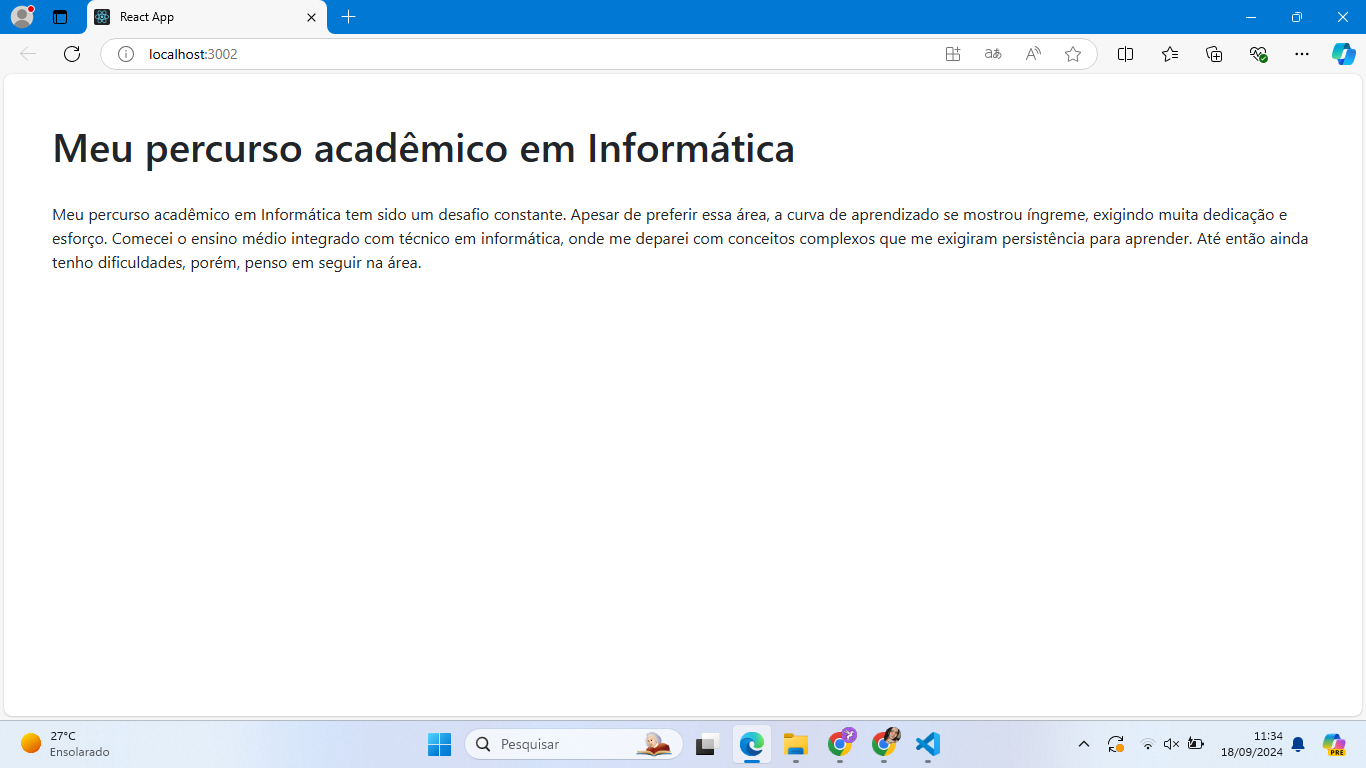 React App
localhost:3002
Meu percurso acadêmico em Informática
Meu percurso acadêmico em Informática tem sido um desafio constante. Apesar de preferir essa área, a curva de aprendizado se mostrou íngreme, exigindo muita dedicação e
esforço. Comecei o ensino médio integrado com técnico em informática, onde me deparei com conceitos complexos que me exigiram persistência para aprender. Até então ainda
tenho dificuldades, porém, penso em seguir na área.
27°C
Ensolarado
Pesquisar
11:34
18/09/2024
PRE